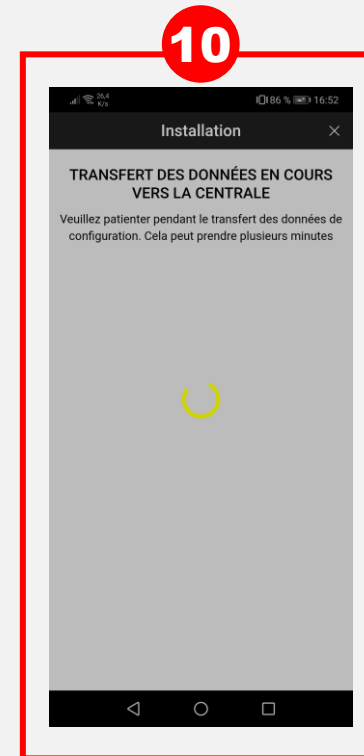 10
26,4
K/s
86 % 16:52
Installation
TRANSFERT DES DONNÉES EN COURS
VERS LA CENTRALE
Veuillez patienter pendant le transfert des données de
configuration. Cela peut prendre plusieurs minutes